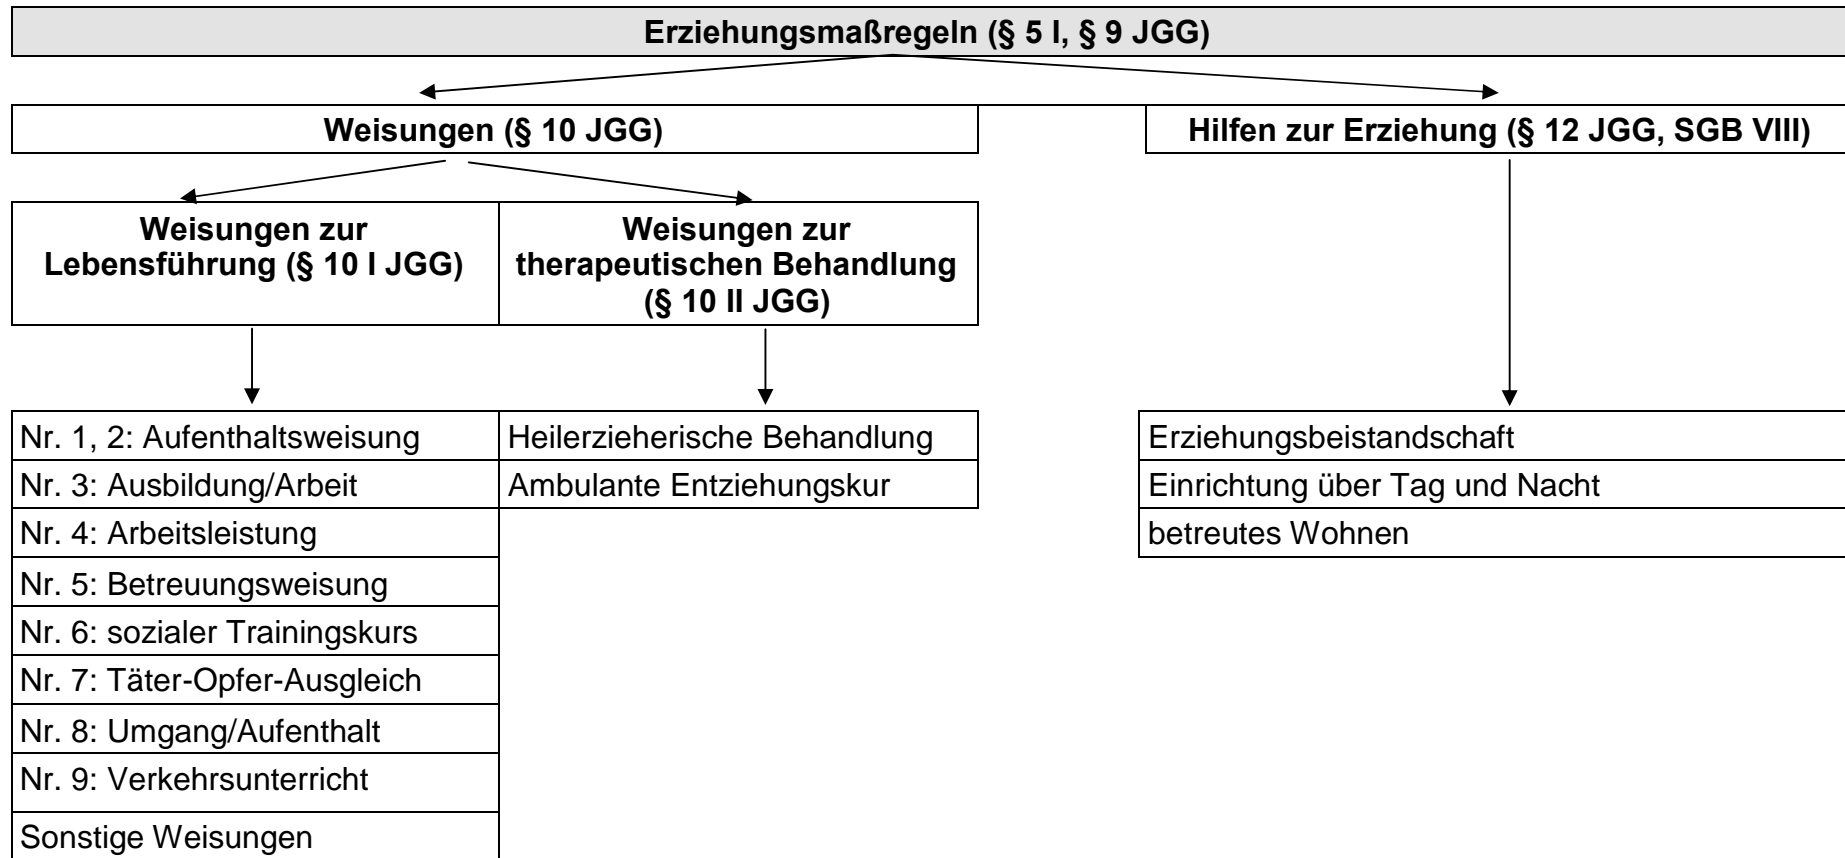 Erziehungsmaßregeln (§ 5 I, § 9 JGG)
Weisungen (§ 10 JGG)
Hilfen zur Erziehung (§ 12 JGG, SGB VIII)
Weisungen zur
Lebensführung (§ 10 I JGG)
Weisungen zur
therapeutischen Behandlung
(§ 10 II JGG)
Nr. 1, 2: Aufenthaltsweisung
Nr. 3: Ausbildung/Arbeit
Nr. 4: Arbeitsleistung
Nr. 5: Betreuungsweisung
Nr. 6: sozialer Trainingskurs
Nr. 7: Täter-Opfer-Ausgleich
Nr. 8: Umgang/Aufenthalt
Nr. 9: Verkehrsunterricht
Sonstige Weisungen
Heilerzieherische Behandlung
Ambulante Entziehungskur
Erziehungsbeistandschaft
Einrichtung über Tag und Nacht
betreutes Wohnen